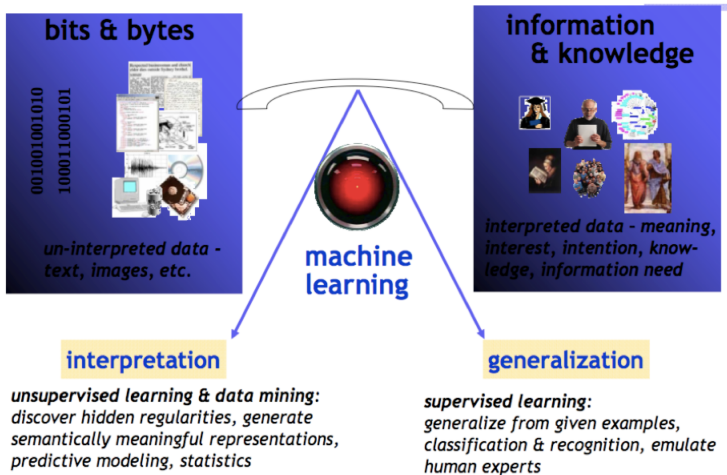 bits & bytes
001001001010
100011000101
un-interpreted data -
text, images, etc.
information
& knowledge
interpreted data - meaning,
interest, intention, know-
ledge, information need
machine
learning
interpretation
unsupervised learning & data mining:
discover hidden regularities, generate
semantically meaningful representations,
predictive modeling, statistics
generalization
supervised learning:
generalize from given examples,
classification & recognition, emulate
human experts